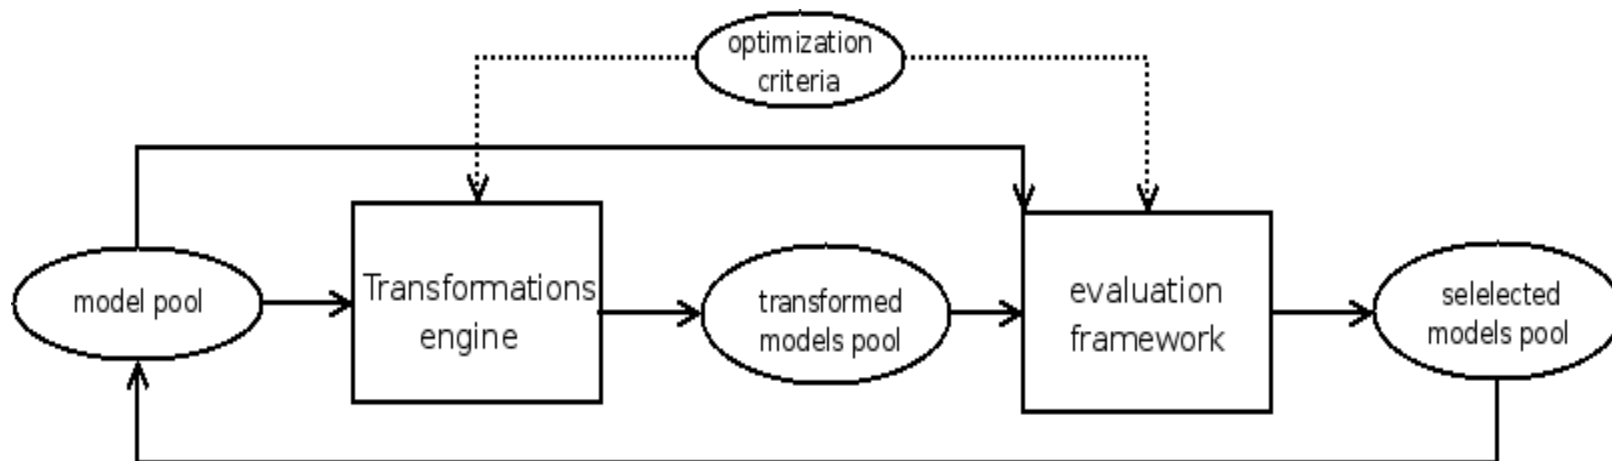 optimization
criteria
model pool
Transformations
engine
transformed
models pool
evaluation
framework
selelected
models pool